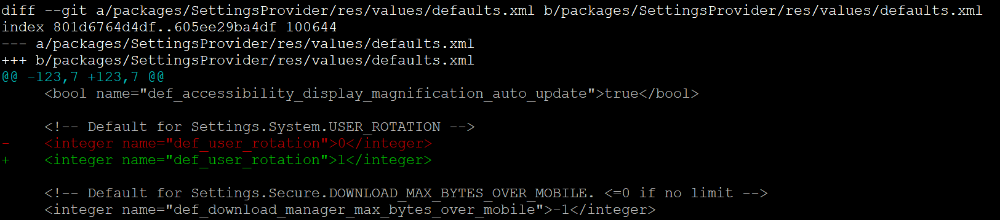 diff --git a/packages/SettingsProvider/res/values/defaults.xml b/packages/SettingsProvider/res/values/defaults.xml
index 801d6764d4df..605ee29ba4df 100644
--- a/packages/SettingsProvider/res/values/defaults.xml
+++ b/packages/SettingsProvider/res/values/defaults.xml
@@ -123,7 +123,7 @@
     <bool name="def_accessibility_display_magnification_auto_update">true</bool>

     <!-- Default for Settings.System.USER_ROTATION -->
-    <integer name="def_user_rotation">0</integer>
+    <integer name="def_user_rotation">1</integer>

     <!-- Default for Settings.Secure.DOWNLOAD_MAX_BYTES_OVER_MOBILE. <=0 if no limit -->
     <integer name="def_download_manager_max_bytes_over_mobile">-1</integer>